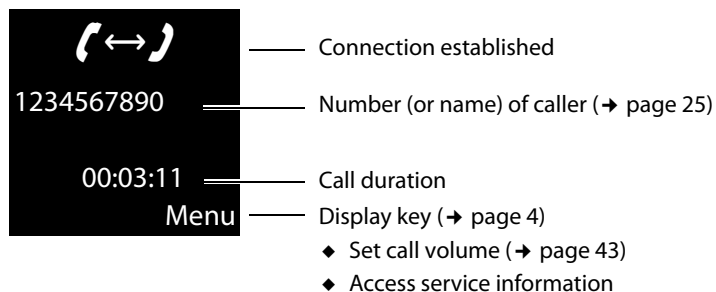 Connection established
1234567890 Number (or name) of caller (➔ page 25)
00:03:11 Call duration
Menu Display key (➔ page 4)
◆ Set call volume (➔ page 43)
◆ Access service information